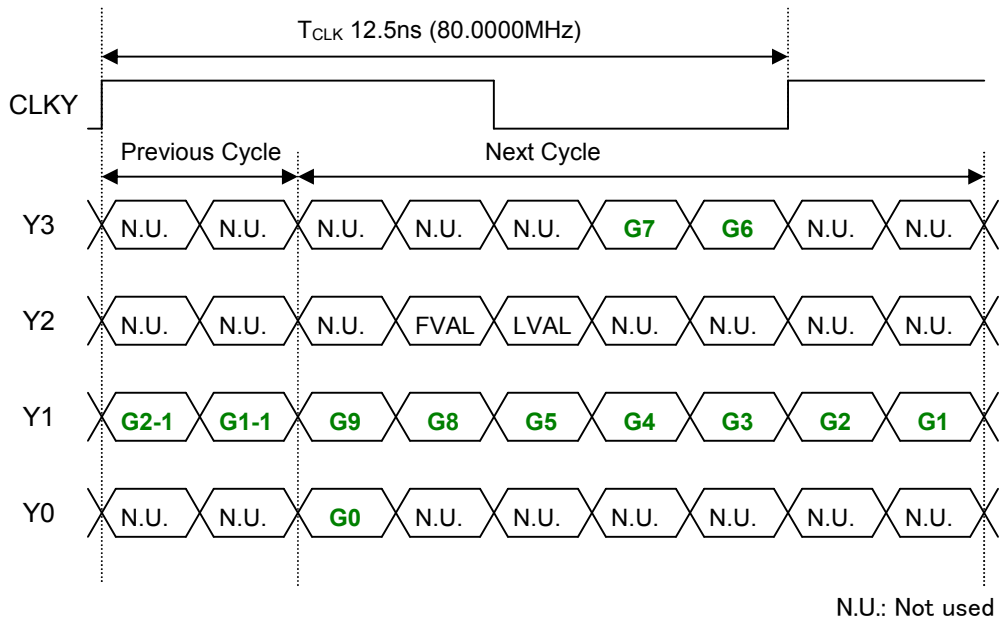 TCLK 12.5ns (80.0000MHz)
CLKY
Previous Cycle Next Cycle
Y3 N.U. N.U. N.U. N.U. N.U. G7 G6 N.U. N.U.
Y2 N.U. N.U. N.U. FVAL LVAL N.U. N.U. N.U. N.U.
Y1 G2-1 G1-1 G9 G8 G5 G4 G3 G2 G1
Y0 N.U. N.U. G0 N.U. N.U. N.U. N.U. N.U. N.U.
N.U.: Not used